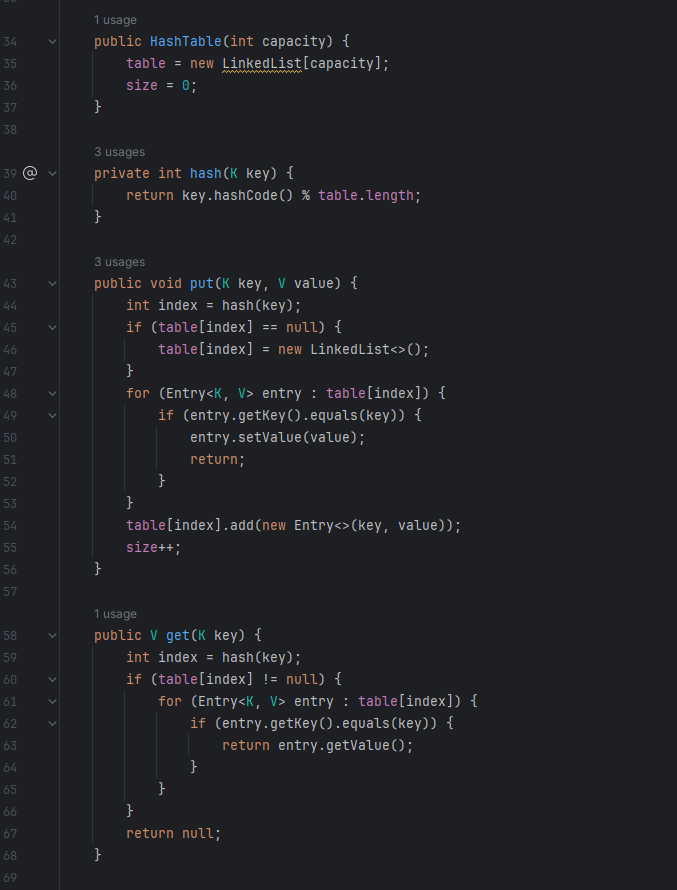 1 usage
34 public HashTable(int capacity) {
35 table = new LinkedList[capacity];
36 size = 0;
37 }
38
3 usages
39 @ private int hash(K key) {
40 return key.hashCode() % table.length;
41 }
42
3 usages
43 public void put(K key, V value) {
44 int index = hash(key);
45 if (table[index] == null) {
46 table[index] = new LinkedList<>();
47 }
48 for (Entry<K, V> entry : table[index]) {
49 if (entry.getKey().equals(key)) {
50 entry.setValue(value);
51 return;
52 }
53 }
54 table[index].add(new Entry<>(key, value));
55 size++;
56 }
57
1 usage
58 public V get(K key) {
59 int index = hash(key);
60 if (table[index] != null) {
61 for (Entry<K, V> entry : table[index]) {
62 if (entry.getKey().equals(key)) {
63 return entry.getValue();
64 }
65 }
66 }
67 return null;
68 }
69